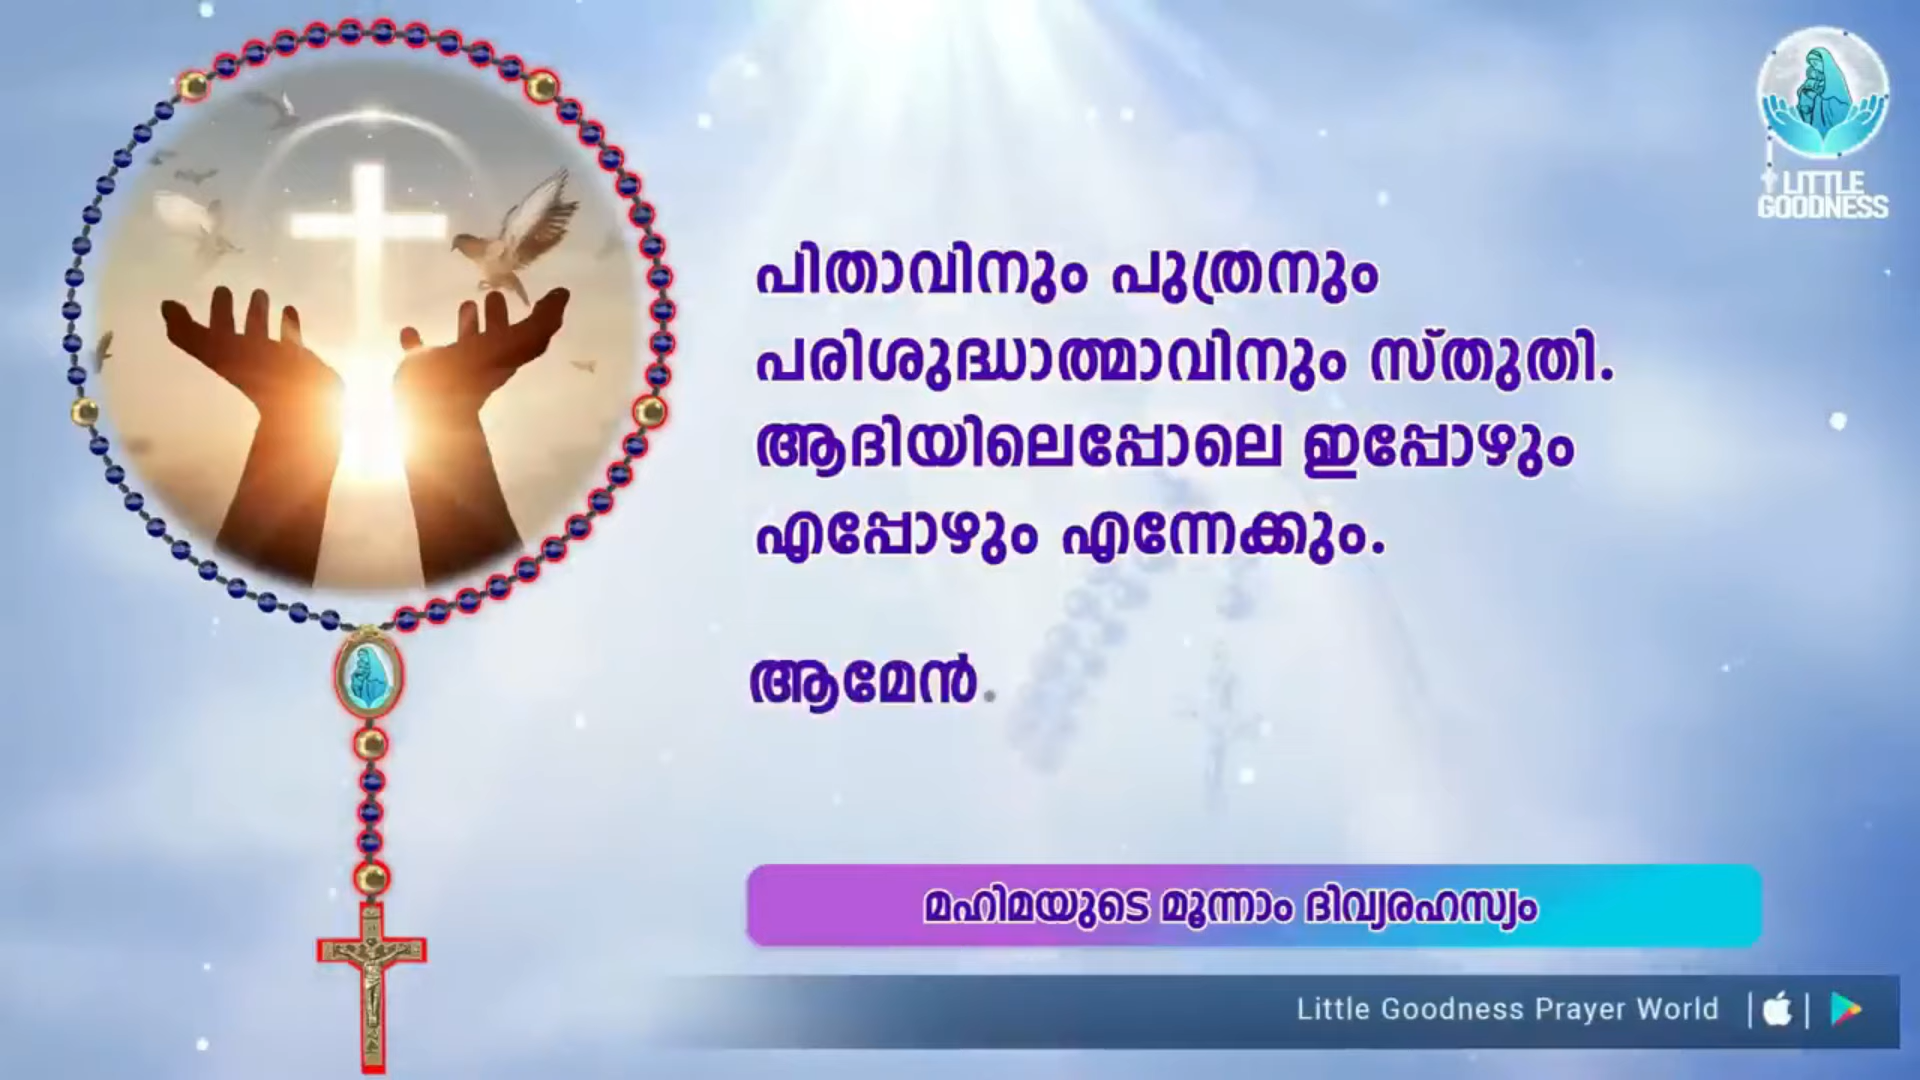 LITTLE
GOODNESS
പിതാവിനും പുത്രനും
പരിശുദ്ധാത്മാവിനും സ്തുതി.
ആദിയിലെപ്പോലെ ഇപ്പോഴും
എപ്പോഴും എന്നേക്കും.
ആമേൻ.
മഹിമയുടെ മൂന്നാം ദിവ്യരഹസ്യം
Little Goodness Prayer World